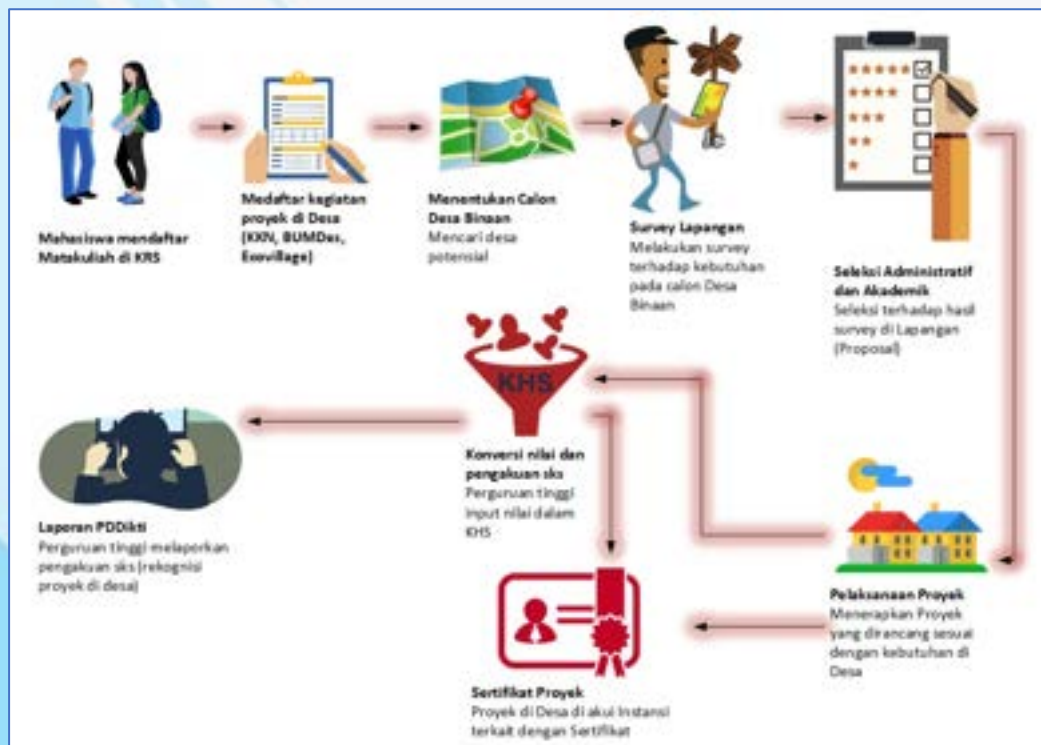 Mahasiswa mendaftar
Matakuliah di KRS
Medaftar kegiatan
proyek di Desa
(KKN, BUMDes,
Ecovillage)
Menentukan Calon
Desa Binaan
Mencari desa
potensial
Survey Lapangan
Melakukan survey
terhadap kebutuhan
pada calon Desa
Binaan
Seleksi Administratif
dan Akademik
Seleksi terhadap hasil
survey di Lapangan
(Proposal)
KHS
Konversi nilai dan
pengakuan sks
Perguruan tinggi
input nilai dalam
KHS
Laporan PDDikti
Perguruan tinggi melaporkan
pengakuan sks (rekognisi
proyek di desa)
Pelaksanaan Proyek
Menerapkan Proyek
yang dirancang sesuai
dengan kebutuhan di
Desa
Sertifikat Proyek
Proyek di Desa di akui Instansi
terkait dengan Sertifikat